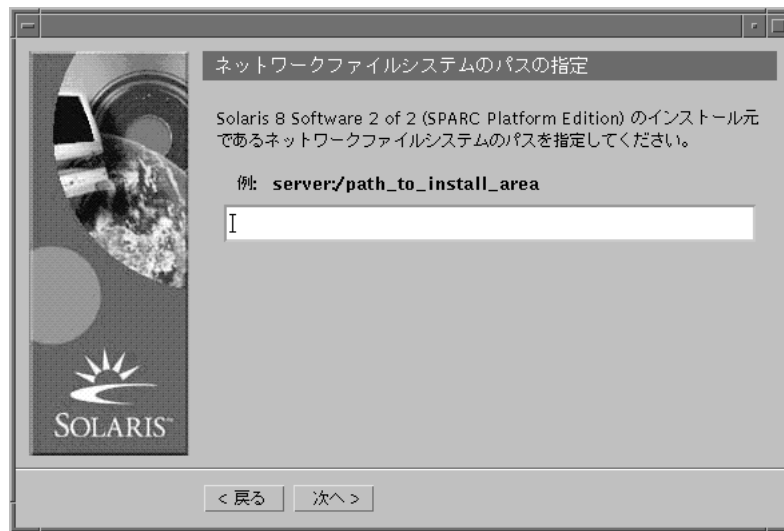 ネットワークファイルシステムのパスの指定
Solaris 8 Software 2 of 2 (SPARC Platform Edition) のインストール元
であるネットワークファイルシステムのパスを指定してください。
例: server:/path_to_install_area
SOLARIS™
< 戻る
次へ >